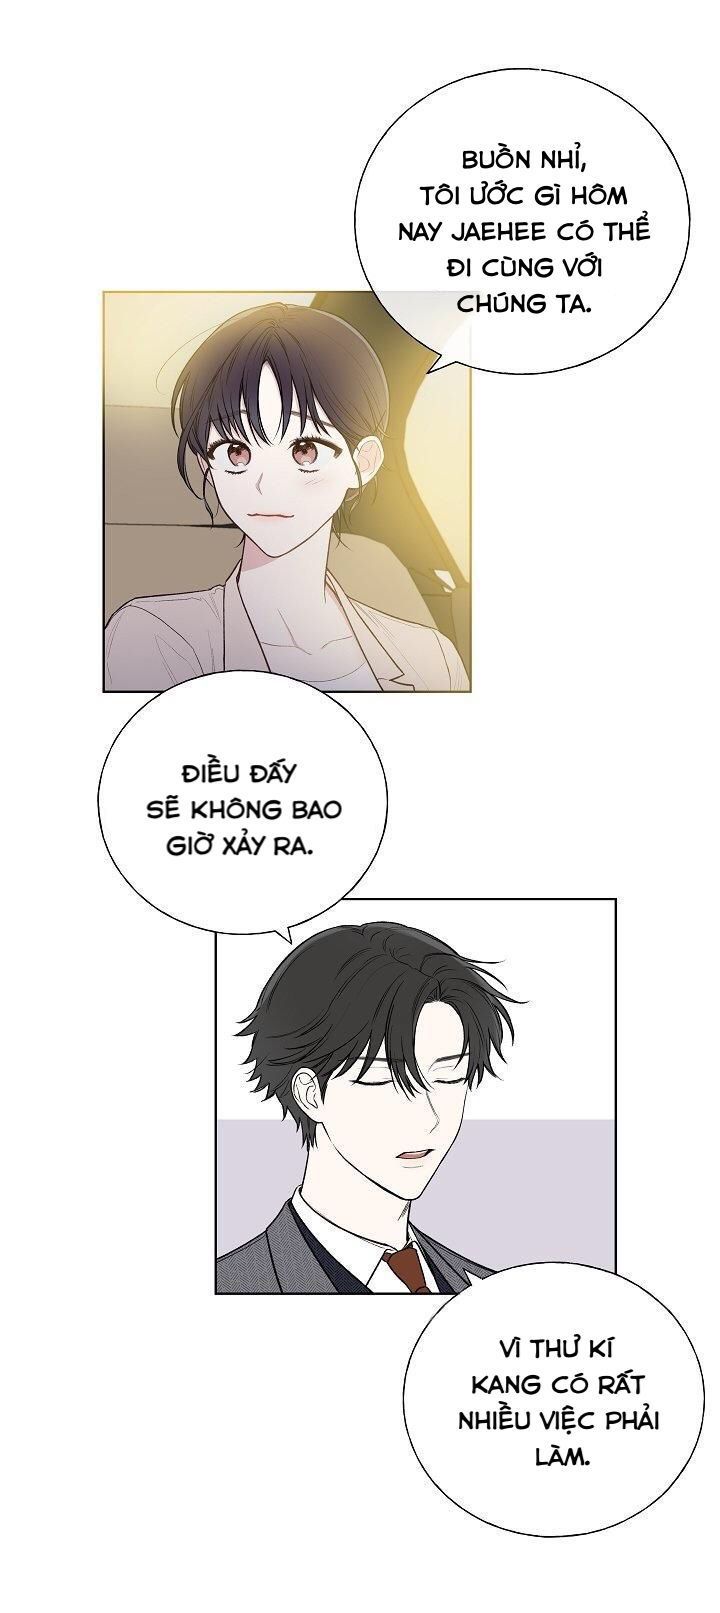 BUỒN NHỈ,
TÔI ƯỚC GÌ HÔM
NAY JAEHEE CÓ THỂ
ĐI CÙNG VỚI
CHÚNG TA.
ĐIỀU ĐẤY
SẼ KHÔNG BAO
GIỜ XẢY RA.
VÌ THƯ KÍ
KANG CÓ RẤT
NHIỀU VIỆC PHẢI
LÀM.